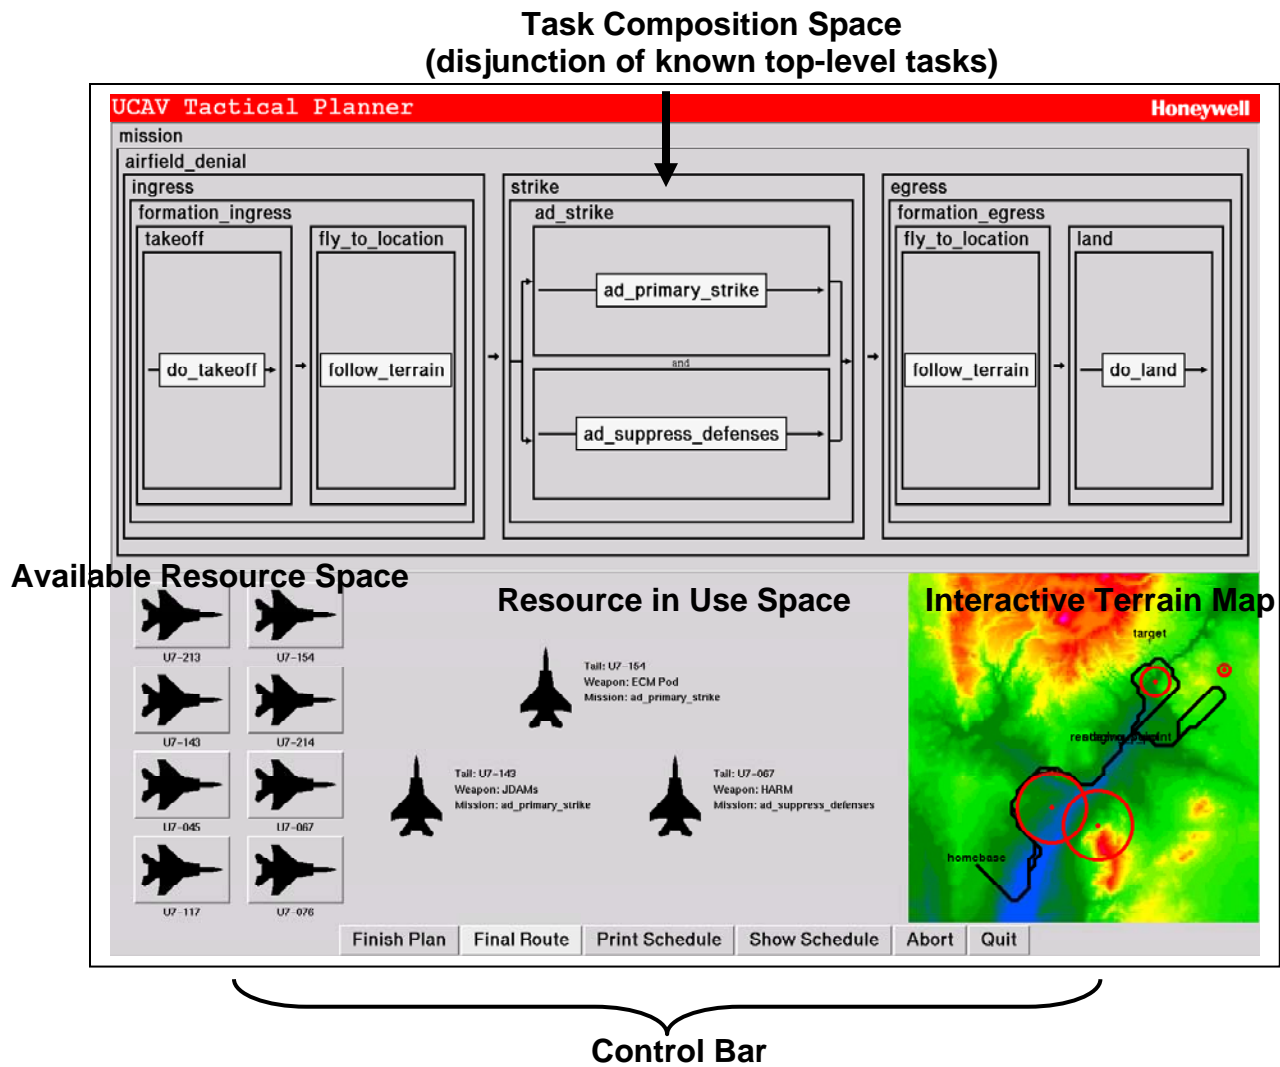 Task Composition Space
(disjunction of known top-level tasks)
UCAV Tactical Planner Honeywell
mission
airfield_denial
ingress strike egress
formation_ingress ad_strike formation_egress
takeoff fly_to_location fly_to_location land
ad_primary_strike
and
do_takeoff follow_terrain follow_terrain do_land
ad_suppress_defenses
Available Resource Space
Resource in Use Space
Interactive Terrain Map
U7-213 U7-154
U7-143 U7-214
U7-045 U7-067
U7-117 U7-076
Tail: U7-154
Weapon: ECM Pod
Mission: ad_primary_strike
Tail: U7-143
Weapon: JDAMs
Mission: ad_primary_strike
Tail: U7-067
Weapon: HARM
Mission: ad_suppress_defenses
target
homebase
Finish Plan Final Route Print Schedule Show Schedule Abort Quit
Control Bar